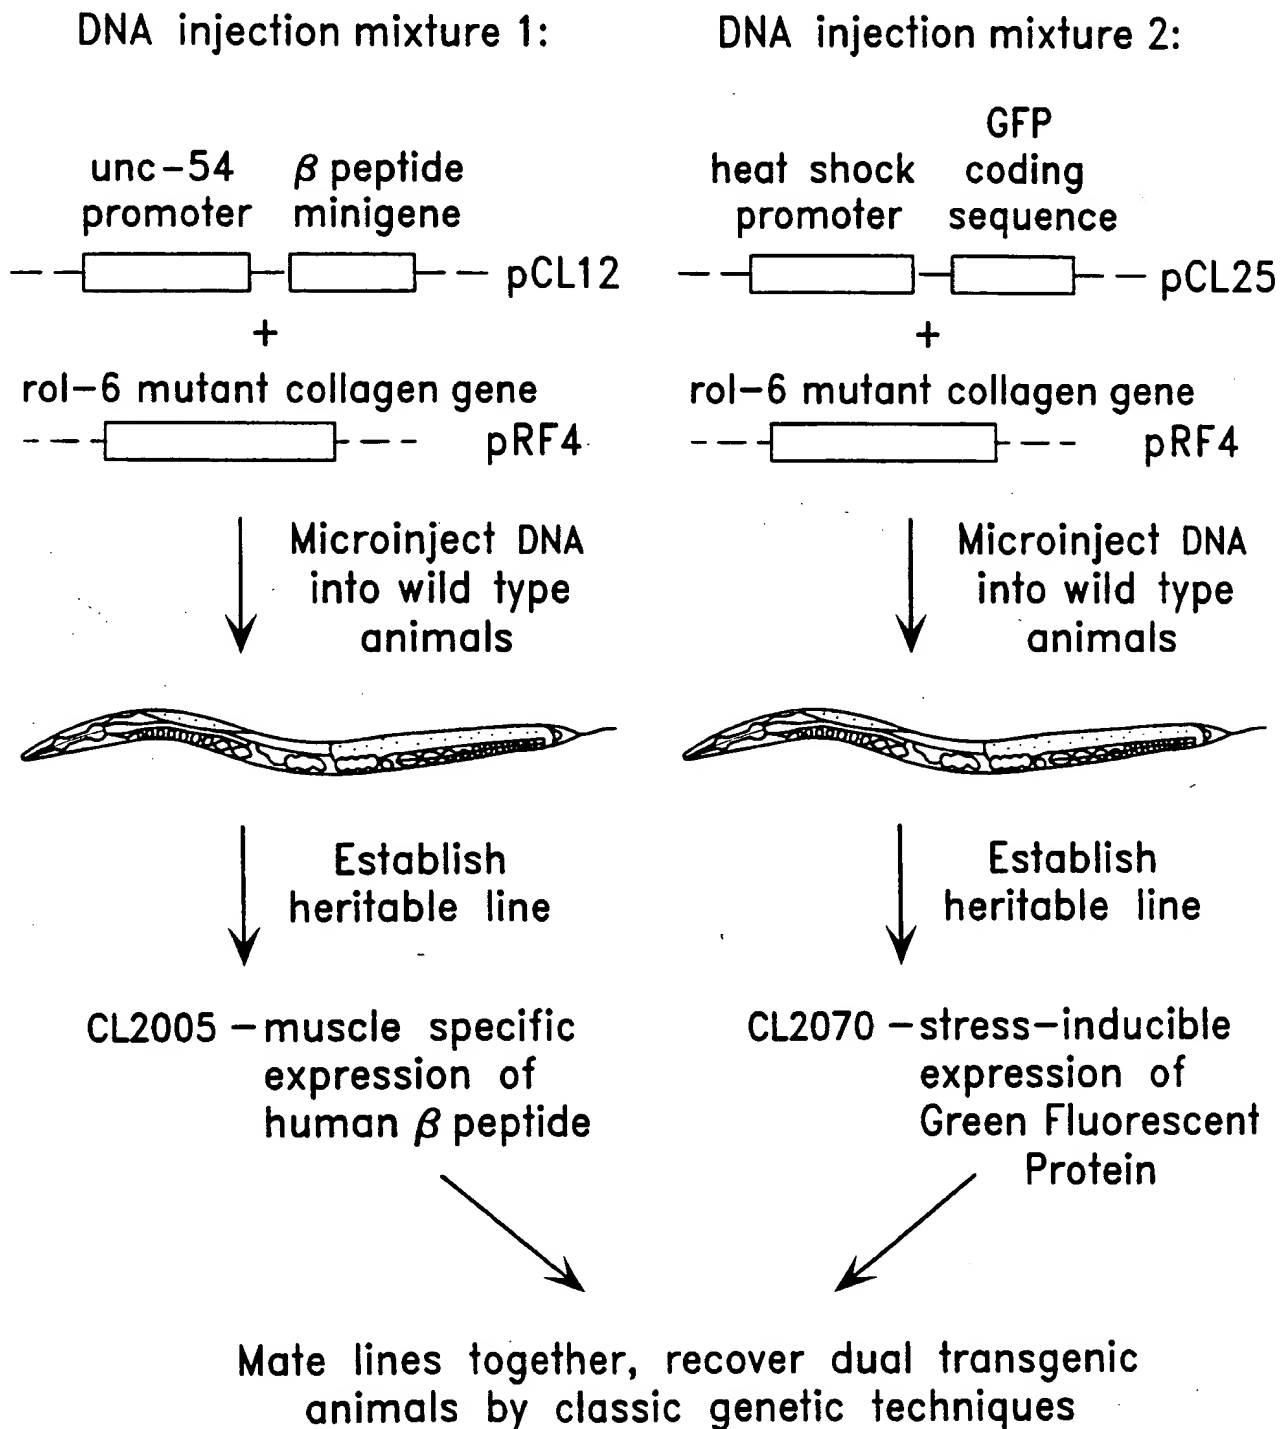 DNA injection mixture 1:
unc-54 β peptide
promoter minigene
pCL12
+
rol-6 mutant collagen gene
pRF4
Microinject DNA
into wild type
animals
Establish
heritable line
CL2005 - muscle specific
expression of
human β peptide
DNA injection mixture 2:
GFP
heat shock coding
promoter sequence
pCL25
+
rol-6 mutant collagen gene
pRF4
Microinject DNA
into wild type
animals
Establish
heritable line
CL2070 - stress-inducible
expression of
Green Fluorescent
Protein
Mate lines together, recover dual transgenic
animals by classic genetic techniques